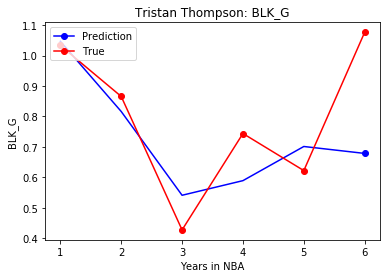 Tristan Thompson: BLK_G
Prediction
True
BLK_G
1.1
1.0
0.9
0.8
0.7
0.6
0.5
0.4
1 2 3 4 5 6
Years in NBA